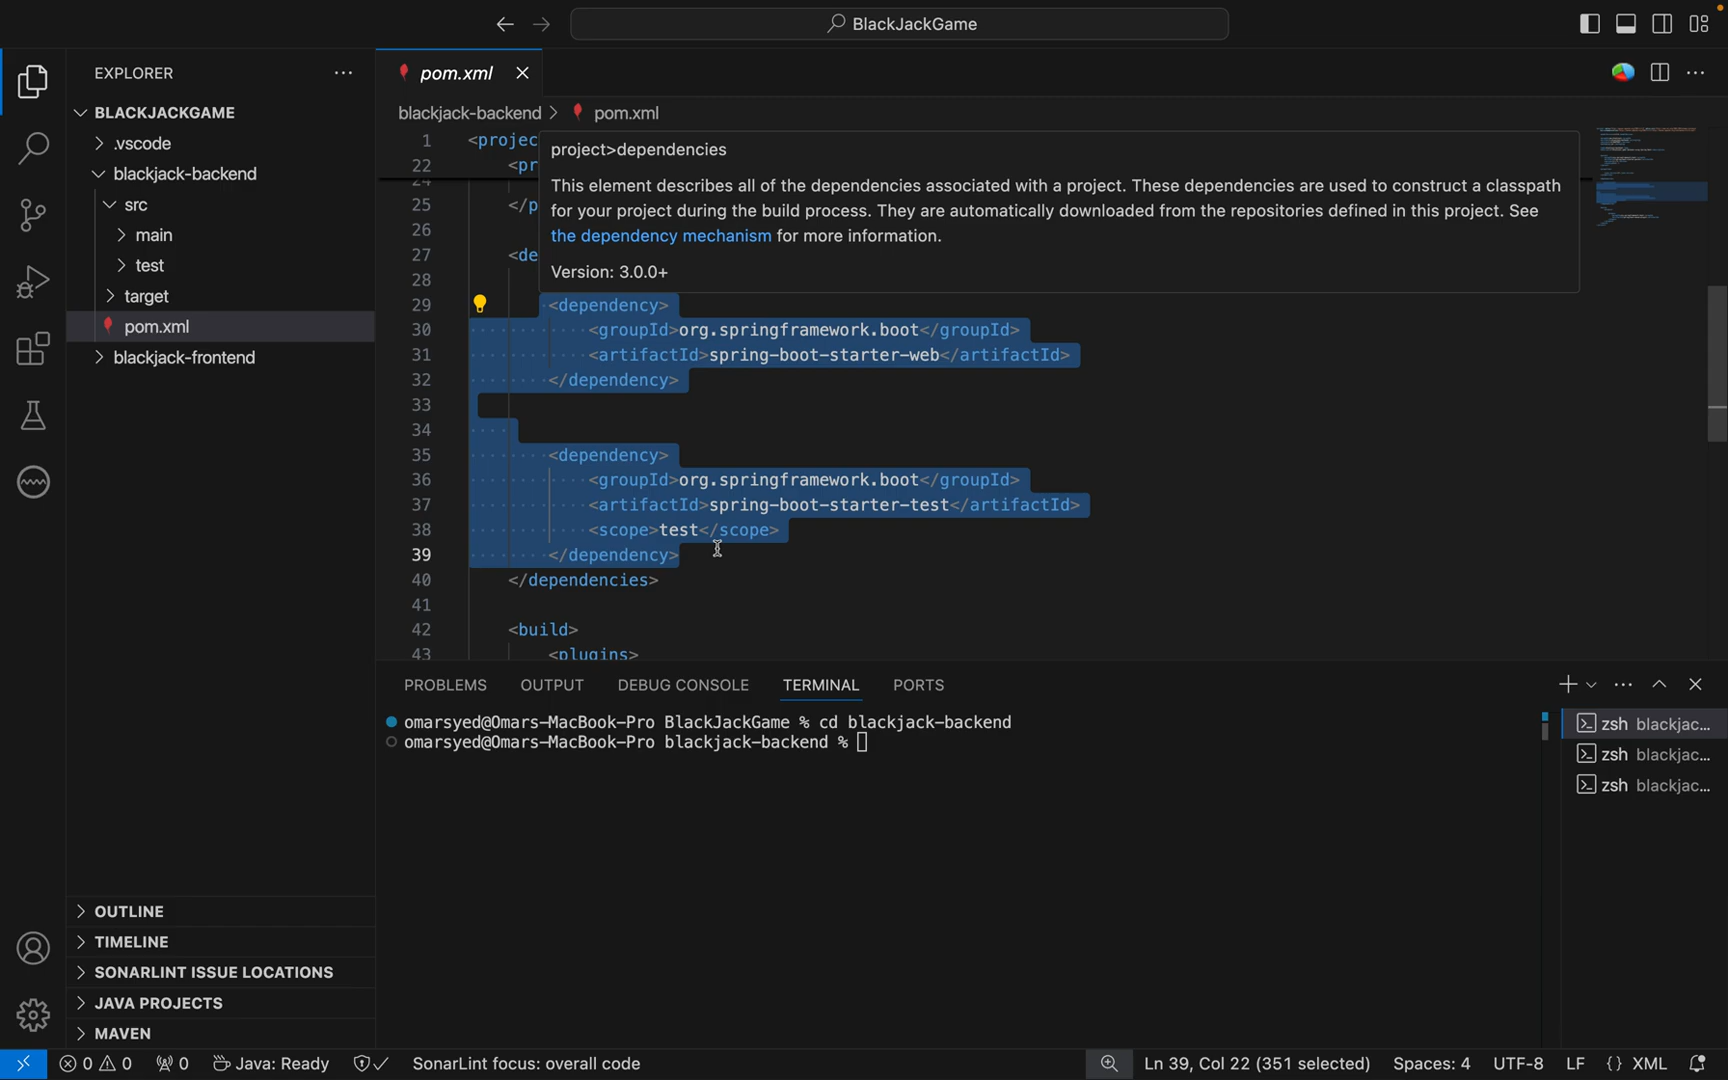 BlackJackGame
EXPLORER
BLACKJACKGAME
.vscode
blackjack-backend
src
main
test
target
pom.xml
blackjack-frontend
OUTLINE
TIMELINE
SONARLINT ISSUE LOCATIONS
JAVA PROJECTS
MAVEN
pom.xml
blackjack-backend > pom.xml
1 <projec
22 <pr
24
25 </p
26
27 <de
28
project>dependencies
This element describes all of the dependencies associated with a project. These dependencies are used to construct a classpath
for your project during the build process. They are automatically downloaded from the repositories defined in this project. See
the dependency mechanism for more information.
Version: 3.0.0+
29 <dependency>
30 <groupId>org.springframework.boot</groupId>
31 <artifactId>spring-boot-starter-web</artifactId>
32 </dependency>
33
34
35 <dependency>
36 <groupId>org.springframework.boot</groupId>
37 <artifactId>spring-boot-starter-test</artifactId>
38 <scope>test</scope>
39 </dependency>
40 </dependencies>
41
42 <build>
43 <plugins>
PROBLEMS OUTPUT DEBUG CONSOLE TERMINAL PORTS
omarsyed@Omars-MacBook-Pro BlackJackGame % cd blackjack-backend
omarsyed@Omars-MacBook-Pro blackjack-backend %
zsh blackjac...
zsh blackjac...
zsh blackjac...
0 0 0 Java: Ready SonarLint focus: overall code Ln 39, Col 22 (351 selected) Spaces: 4 UTF-8 LF {} XML